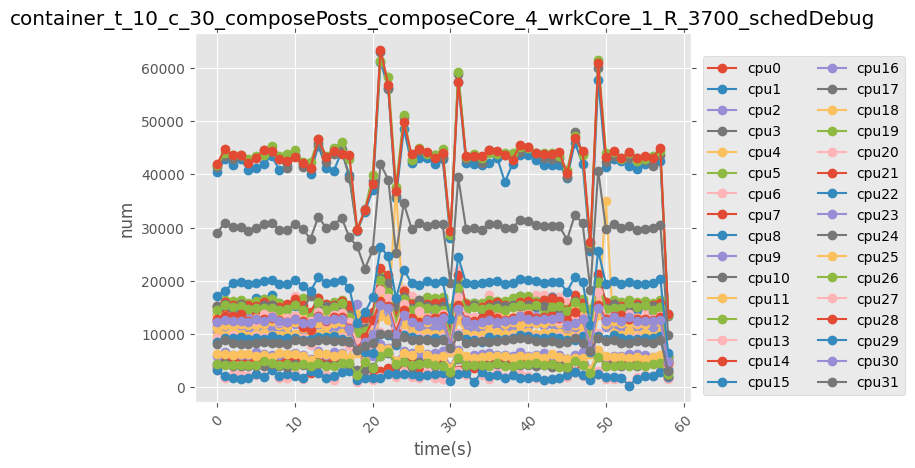 container_t_10_c_30_composePosts_composeCore_4_wrkCore_1_R_3700_schedDebug
num
60000
50000
40000
30000
20000
10000
0
0
10
20
30
40
50
60
time(s)
cpu0 cpu16
cpu1 cpu17
cpu2 cpu18
cpu3 cpu19
cpu4 cpu20
cpu5 cpu21
cpu6 cpu22
cpu7 cpu23
cpu8 cpu24
cpu9 cpu25
cpu10 cpu26
cpu11 cpu27
cpu12 cpu28
cpu13 cpu29
cpu14 cpu30
cpu15 cpu31